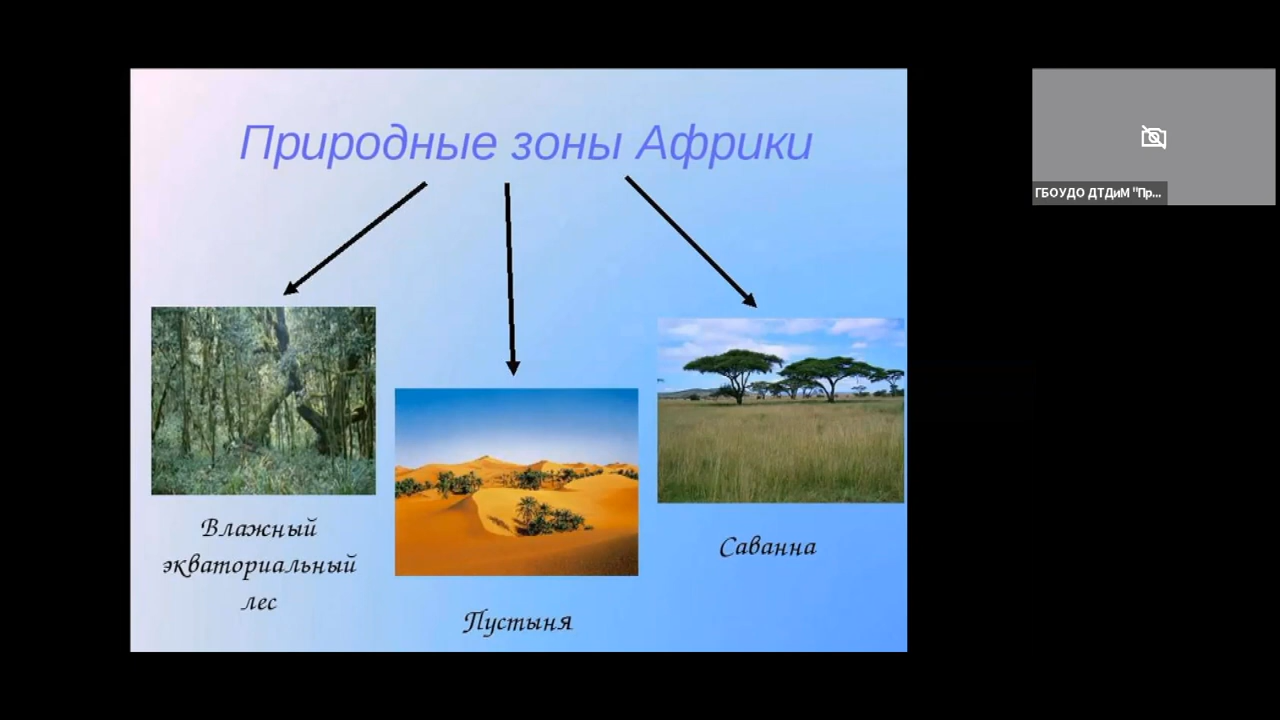 Природные зоны Африки
ГБОУДО ДТДиМ "Пр...
Влажный
экваториальный
лес
Пустыня
Саванна